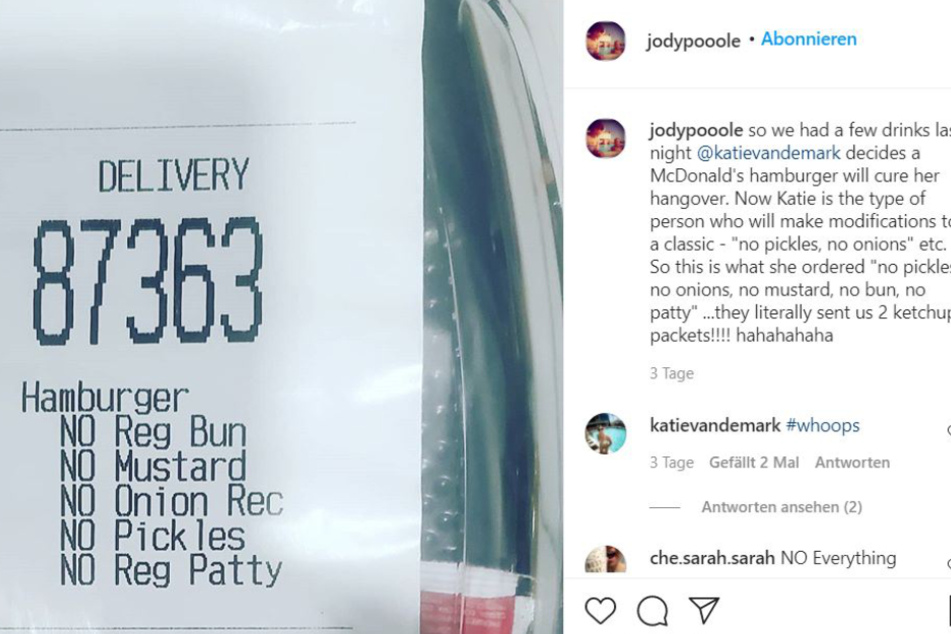 DELIVERY
87363
Hamburger
NO Reg Bun
NO Mustard
NO Onion Rec
NO Pickles
NO Reg Patty
jodypooole • Abonnieren
jodypooole so we had a few drinks las
night @katievandemark decides a
McDonald's hamburger will cure her
hangover. Now Katie is the type of
person who will make modifications to
a classic - "no pickles, no onions" etc.
So this is what she ordered "no pickles
no onions, no mustard, no bun, no
patty" ...they literally sent us 2 ketchup
packets!!!! hahahahaha
3 Tage
katievandemark #whoops
3 Tage Gefällt 2 Mal Antworten
Antworten ansehen (2)
che.sarah.sarah NO Everything